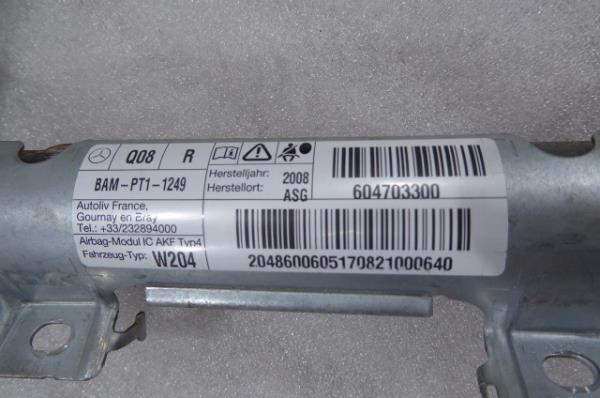 Q08 R
BAM-PT1-1249
Autoliv France,
Gournay en Bray
Tel.: +33/232894000
Airbag-Modul IC AKF Typ4
Fahrzeug-Typ: W204
Herstelljahr: 2008
Herstellort: ASG
604703300
2048600605170821000640